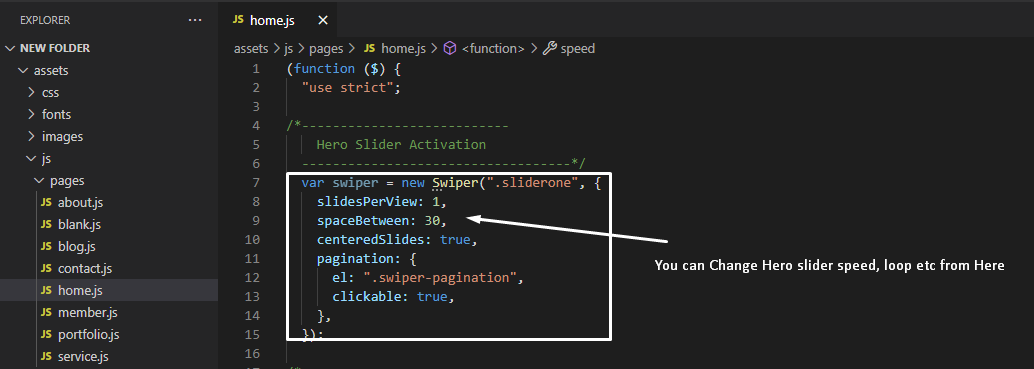 EXPLORER
···
NEW FOLDER
assets
css
fonts
images
js
pages
JS about.js
JS blank.js
JS blog.js
JS contact.js
JS home.js
JS member.js
JS portfolio.js
JS service.js
JS home.js ×
assets > js > pages > JS home.js > <function> > speed
1 (function ($) {
2 "use strict";
3
4 /*---------------------------
5 Hero Slider Activation
6 -----------------------------------*/
7 var swiper = new Swiper(".sliderone", {
8 slidesPerView: 1,
9 spaceBetween: 30,
10 centeredSlides: true,
11 pagination: {
12 el: ".swiper-pagination",
13 clickable: true,
14 },
15 });
16
You can Change Hero slider speed, loop etc from Here